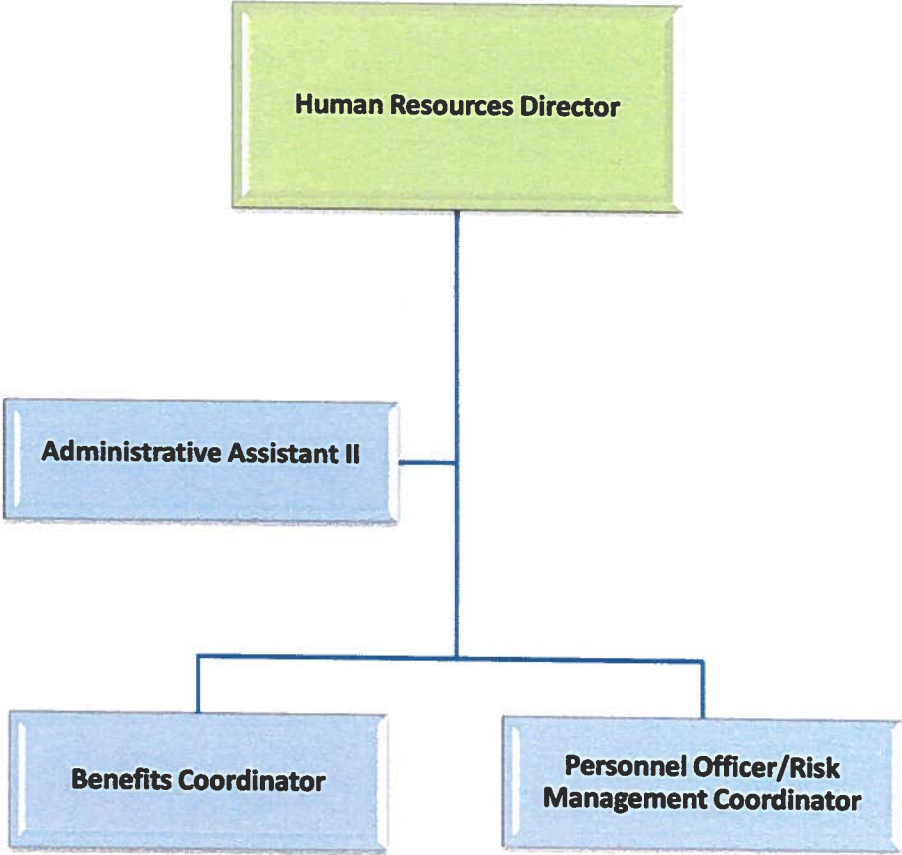 Human Resources Director
Administrative Assistant II
Benefits Coordinator
Personnel Officer/Risk
Management Coordinator